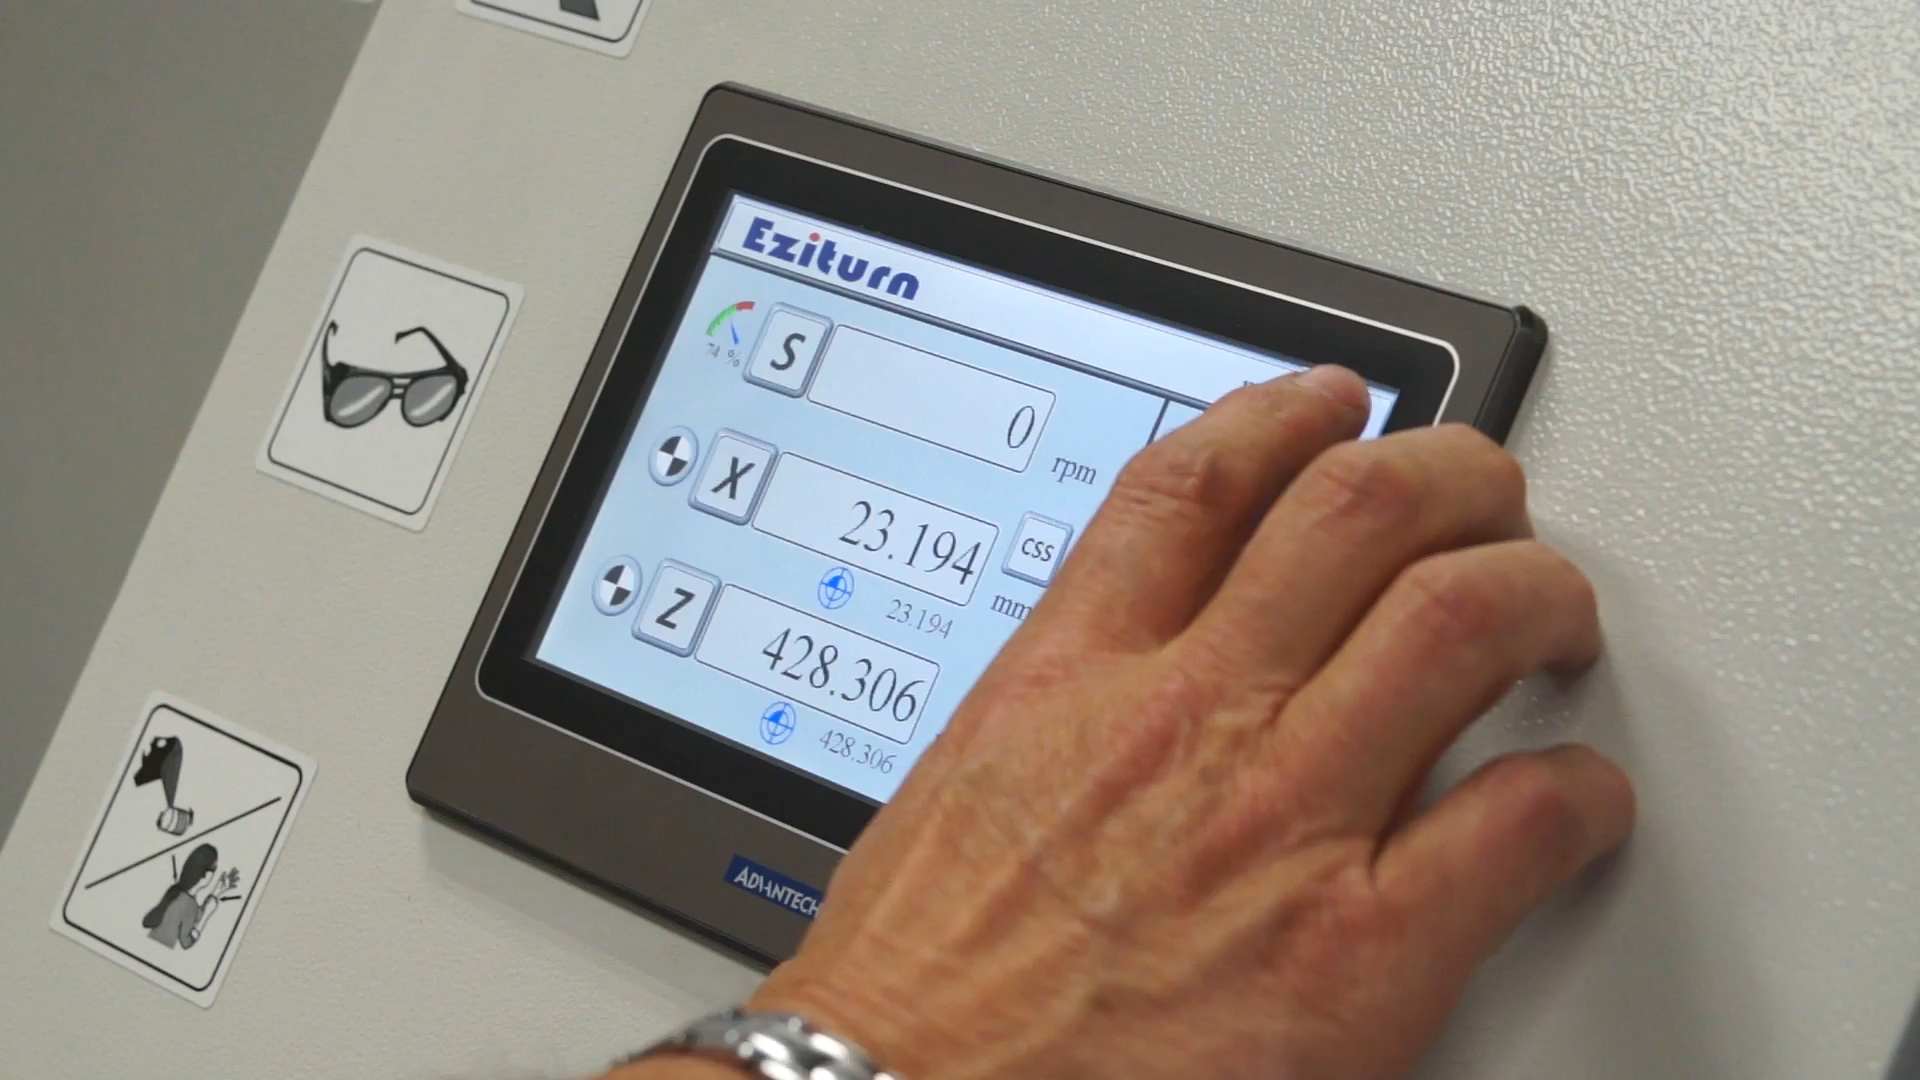 Eziturn
74 %
S
0
rpm
X
23.194
css
mm
23.194
Z
428.306
428.306
ADVANTECH